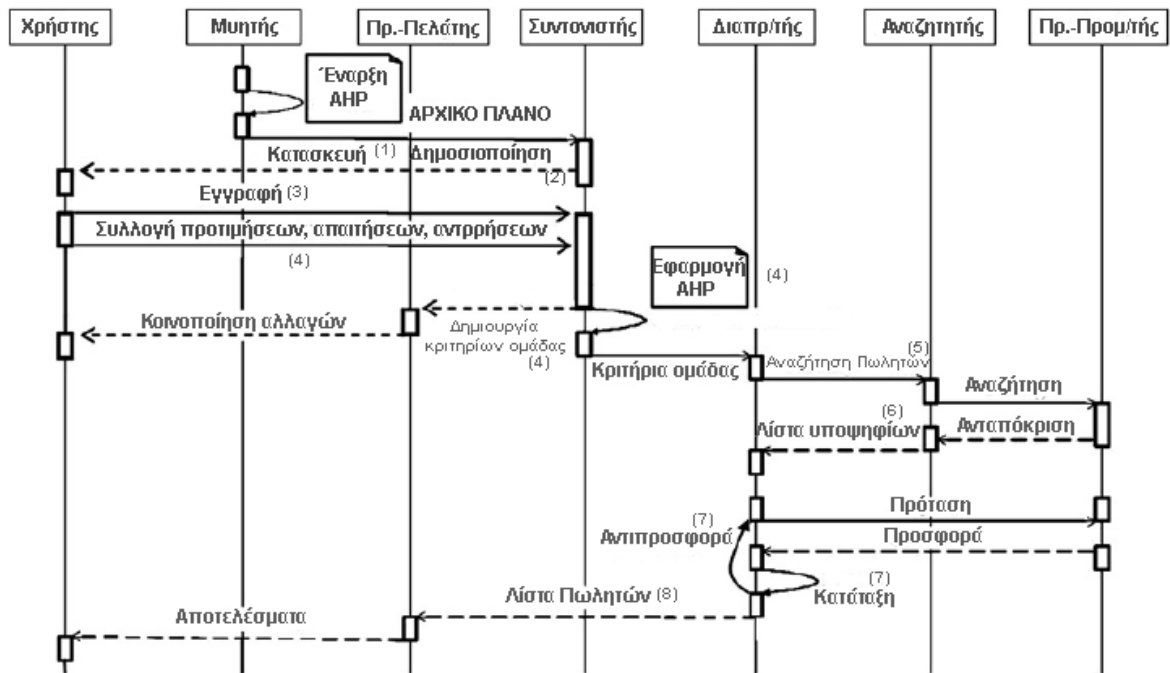 Χρήστης
Μυητής
Πρ.-Πελάτης
Συντονιστής
Διαπρ/τής
Αναζητητής
Πρ.-Προμ/τής
Έναρξη
AHP
ΑΡΧΙΚΟ ΠΛΑΝΟ
Κατασκευή (1) Δημοσιοποίηση
(2)
Εγγραφή (3)
Συλλογή προτιμήσεων, απαιτήσεων, αντρρήσεων
(4)
Εφαρμογή
AHP
(4)
Κοινοποίηση αλλαγών
Δημιουργία
κριτηρίων ομάδας
(4)
Κριτήρια ομάδας
(5)
Αναζήτηση Πωλητών
Αναζήτηση
(6)
Λίστα υποψηφίων
Ανταπόκριση
Πρόταση
(7)
Αντιπροσφορά
Προσφορά
(7)
Κατάταξη
Λίστα Πωλητών (8)
Αποτελέσματα